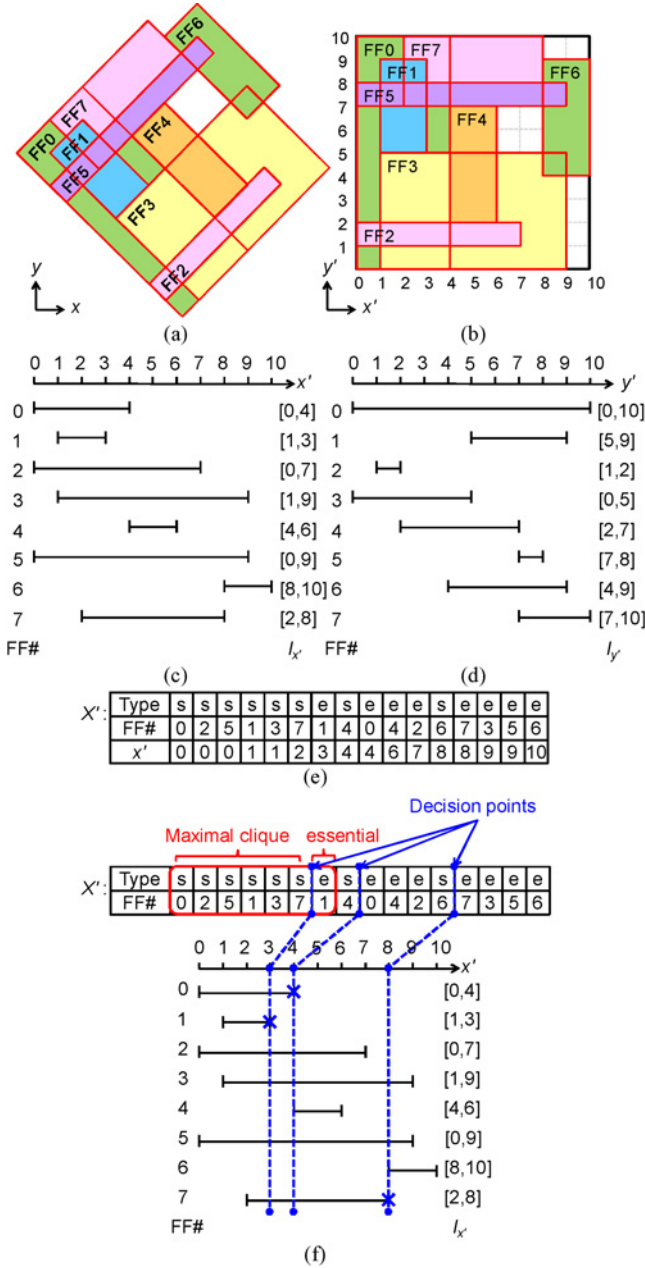 FF6
FF7
FF0
FF1
FF5
FF4
FF3
FF2
y
x
(a)
10
9
8
7
6
5
4
3
2
1
0
FF0 FF7
FF1
FF6
FF5
FF4
FF3
FF2
0 1 2 3 4 5 6 7 8 9 10
y'
x'
(b)
0 1 2 3 4 5 6 7 8 9 10 x'
0 [0,4]
1 [1,3]
2 [0,7]
3 [1,9]
4 [4,6]
5 [0,9]
6 [8,10]
7 [2,8]
FF# Ix'
(c)
0 1 2 3 4 5 6 7 8 9 10 y'
0 [0,10]
1 [5,9]
2 [1,2]
3 [0,5]
4 [2,7]
5 [7,8]
6 [4,9]
7 [7,10]
FF# Iy'
(d)
X':
Type s s s s s s e s e e e s e e e e
FF# 0 2 5 1 3 7 1 4 0 4 2 6 7 3 5 6
x' 0 0 0 1 1 2 3 4 4 6 7 8 8 9 9 10
(e)
Decision points
Maximal clique essential
X':
Type s s s s s s e s e e e s e e e e
FF# 0 2 5 1 3 7 1 4 0 4 2 6 7 3 5 6
0 1 2 3 4 5 6 7 8 9 10 x'
0 [0,4]
1 [1,3]
2 [0,7]
3 [1,9]
4 [4,6]
5 [0,9]
6 [8,10]
7 [2,8]
FF# Ix'
(f)